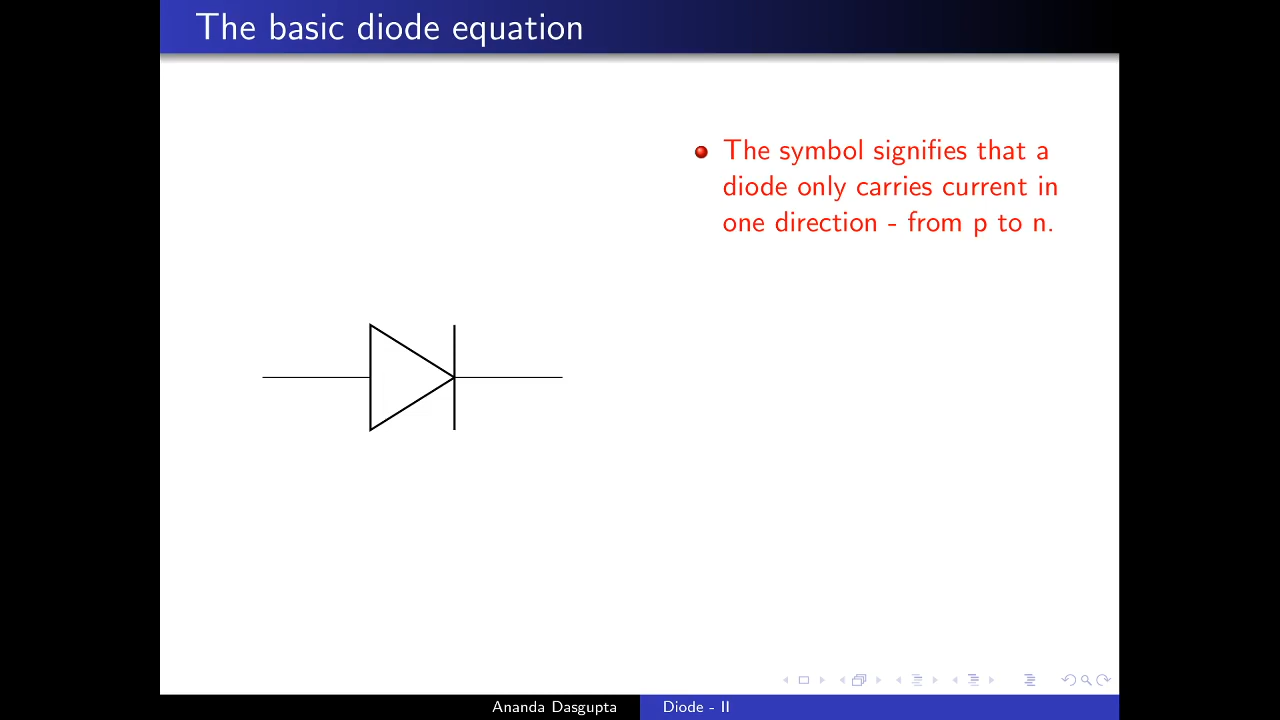 The basic diode equation
The symbol signifies that a
diode only carries current in
one direction - from p to n.
Ananda Dasgupta
Diode - II